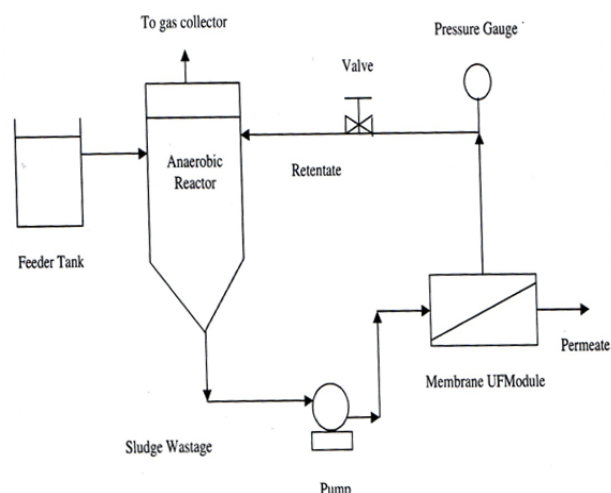 To gas collector
Pressure Gauge
Valve
Anaerobic
Reactor
Retentate
Feeder Tank
Permeate
Membrane UFModule
Sludge Wastage
Pump